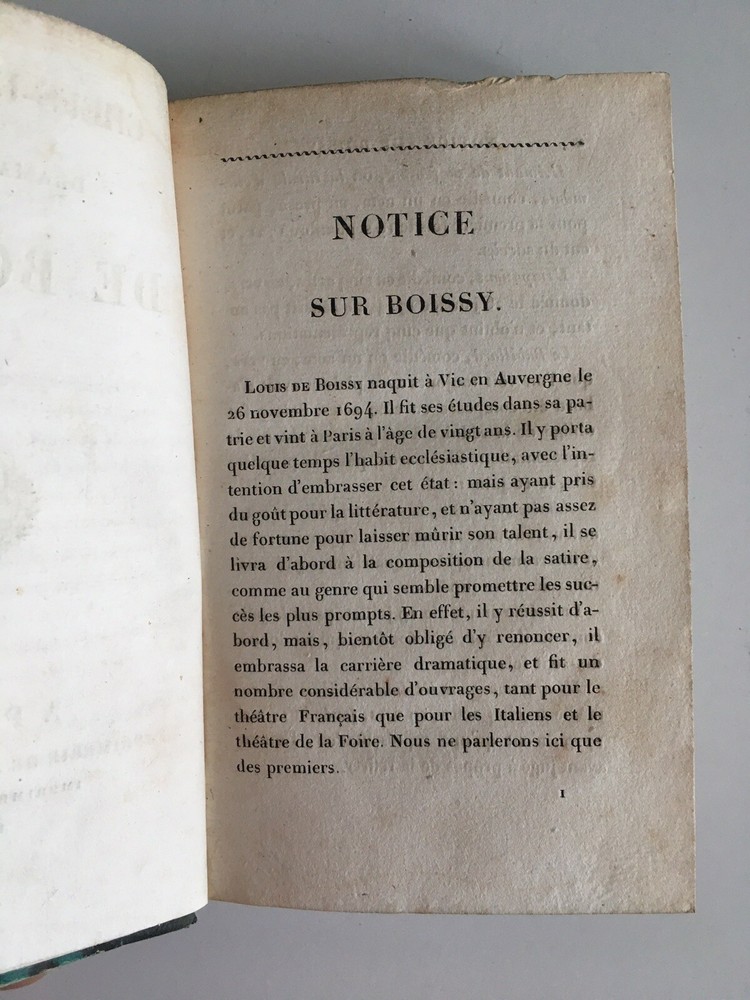 NOTICE
SUR BOISSY.
LOUIS DE BOISSY naquit à Vic en Auvergne le
26 novembre 1694. Il fit ses études dans sa pa-
trie et vint à Paris à l'âge de vingt ans. Il y porta
quelque temps l'habit ecclésiastique, avec l'in-
tention d'embrasser cet état : mais ayant pris
du goût pour la littérature, et n'ayant pas assez
de fortune pour laisser mûrir son talent, il se
livra d'abord à la composition de la satire,
comme au genre qui semble promettre les suc-
cès les plus prompts. En effet, il y réussit d'a-
bord, mais, bientôt obligé d'y renoncer, il
embrassa la carrière dramatique, et fit un
nombre considérable d'ouvrages, tant pour le
théâtre Français que pour les Italiens et le
théâtre de la Foire. Nous ne parlerons ici que
des premiers.
1